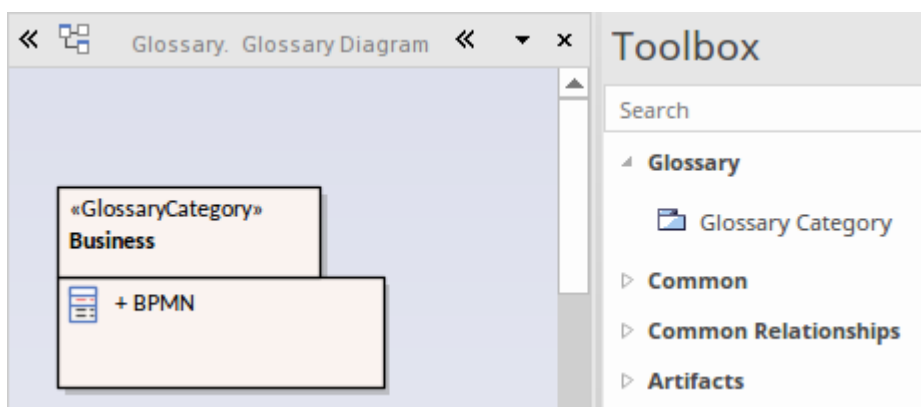 Glossary. Glossary Diagram
«GlossaryCategory»
Business
+ BPMN
Toolbox
Search
Glossary
Glossary Category
Common
Common Relationships
Artifacts